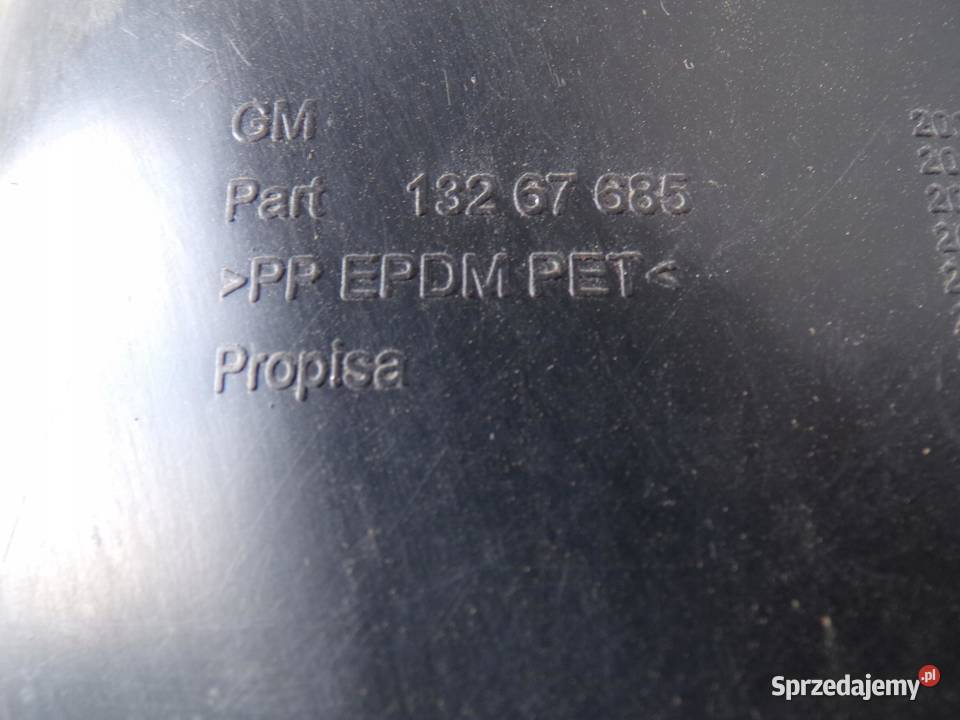 GM
Part 132 67 685
>PP EPDM PET<
Propisa
Sprzedajemy.pl